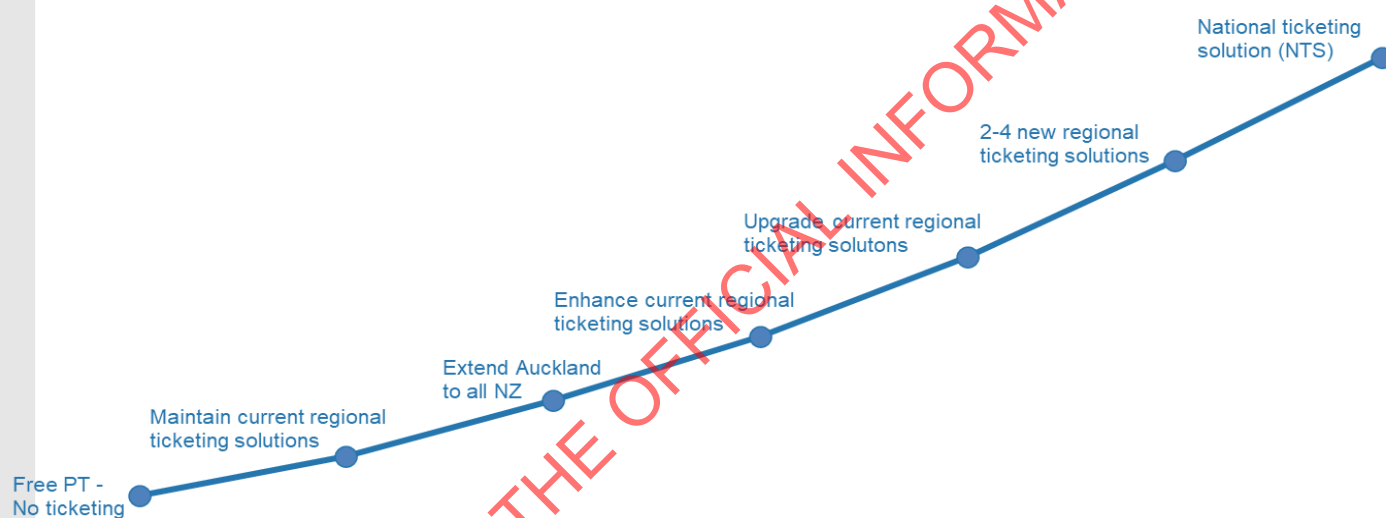 National ticketing
solution (NTS)
2-4 new regional
ticketing solutions
Upgrade current regional
ticketing solutons
Enhance current regional
ticketing solutions
Extend Auckland
to all NZ
Maintain current regional
ticketing solutions
Free PT -
No ticketing
THE OFFICIAL INFORMA